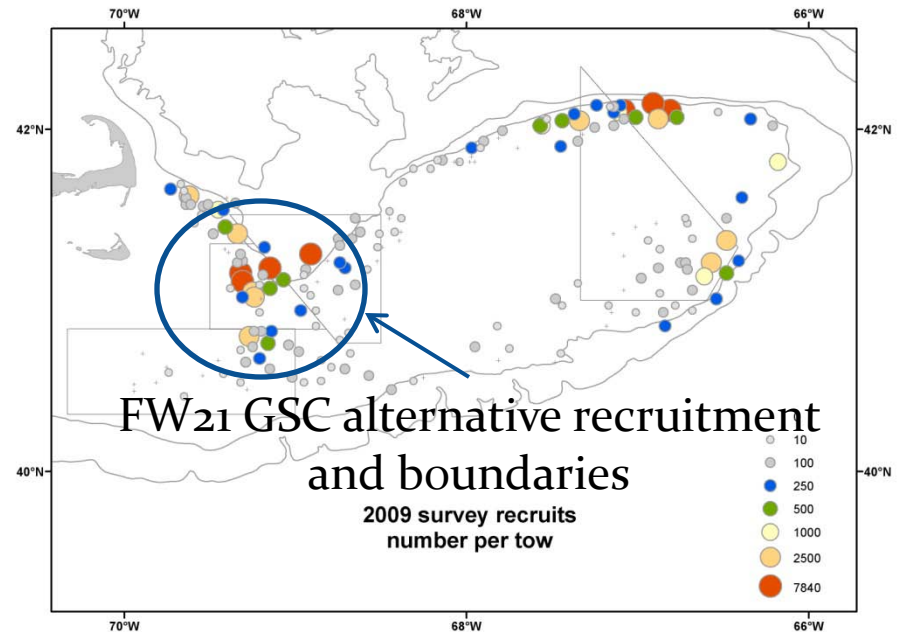 70°W 68°W 66°W
42°N 42°N
FW21 GSC alternative recruitment
and boundaries
2009 survey recruits
number per tow
10
100
250
500
1000
2500
7840
40°N 40°N
70°W 68°W 66°W